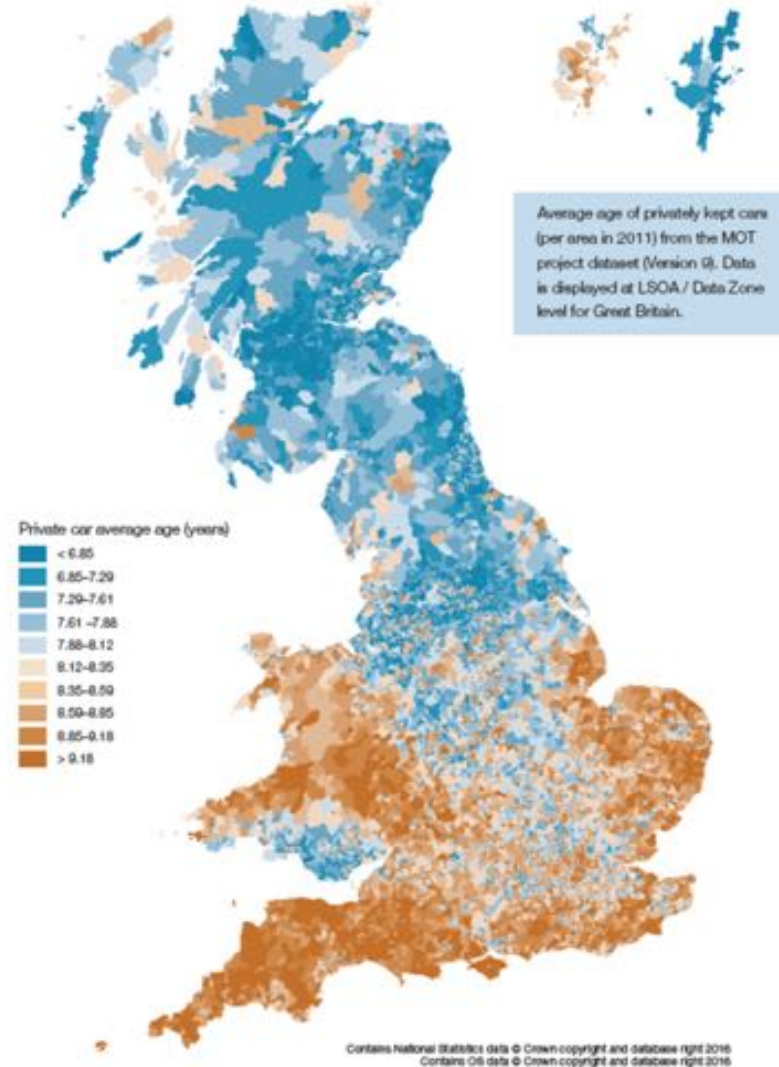 Average age of privately kept cars
(per area in 2011) from the MOT
project dataset (Version 9). Data
is displayed at LSOA / Data Zone
level for Great Britain.
Private car average age (years)
< 6.85
6.85–7.29
7.29–7.61
7.61 –7.88
7.88–8.12
8.12–8.35
8.35–8.59
8.59–8.85
8.85–9.18
> 9.18
Contains National Statistics data © Crown copyright and database right 2016
Contains OS data © Crown copyright and database right 2016